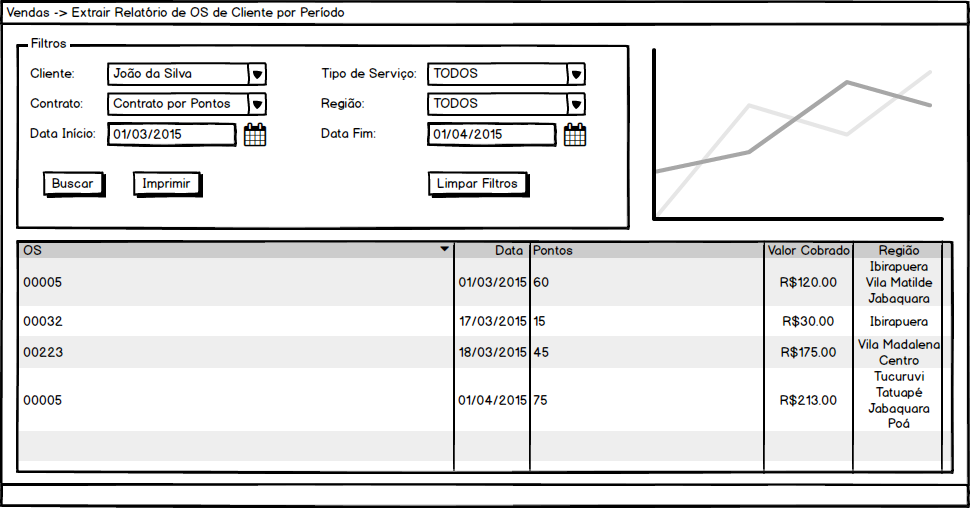 Vendas -> Extrair Relatório de OS de Cliente por Período
Filtros
Cliente: João da Silva Tipo de Serviço: TODOS
Contrato: Contrato por Pontos Região: TODOS
Data Início: 01/03/2015 Data Fim: 01/04/2015
Buscar Imprimir Limpar Filtros
OS Data Pontos Valor Cobrado Região
00005 01/03/2015 60 R$120.00 Ibirapuera
Vila Matilde
Jabaquara
00032 17/03/2015 15 R$30.00 Ibirapuera
00223 18/03/2015 45 R$175.00 Vila Madalena
Centro
00005 01/04/2015 75 R$213.00 Tucuruvi
Tatuapé
Jabaquara
Poá